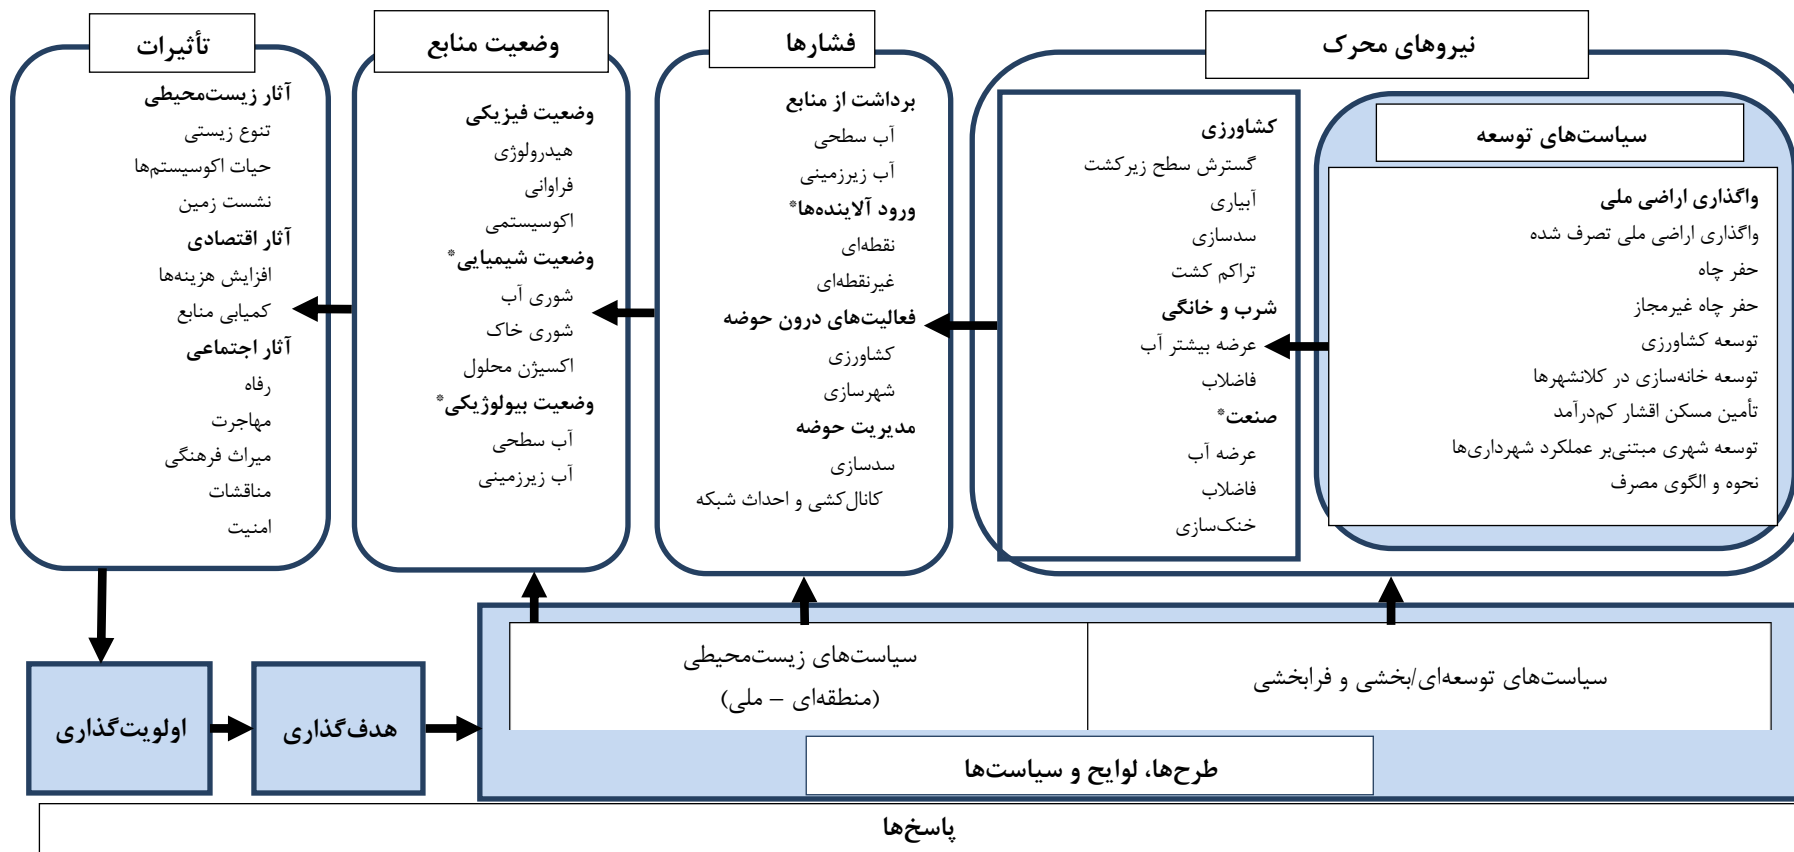 نیروهای محرک
سیاست‌های توسعه
واگذاری اراضی ملی
واگذاری اراضی ملی تصرف شده
حفر چاه
حفر چاه غیرمجاز
توسعه کشاورزی
توسعه خانه‌سازی در کلانشهرها
تأمین مسکن اقشار کم‌درآمد
توسعه شهری مبتنی‌بر عملکرد شهرداری‌ها
نحوه و الگوی مصرف
کشاورزی
گسترش سطح زیرکشت
آبیاری
سدسازی
تراکم کشت
شرب و خانگی
عرضه بیشتر آب
فاضلاب
صنعت*
عرضه آب
فاضلاب
خنک‌سازی
فشارها
برداشت از منابع
آب سطحی
آب زیرزمینی
ورود آلاینده‌ها*
نقطه‌ای
غیرنقطه‌ای
فعالیت‌های درون حوضه
کشاورزی
شهرسازی
مدیریت حوضه
سدسازی
کانال‌کشی و احداث شبکه
وضعیت منابع
وضعیت فیزیکی
هیدرولوژی
فراوانی
اکوسیستمی
وضعیت شیمیایی*
شوری آب
شوری خاک
اکسیژن محلول
وضعیت بیولوژیکی*
آب سطحی
آب زیرزمینی
تأثیرات
آثار زیست‌محیطی
تنوع زیستی
حیات اکوسیستم‌ها
نشست زمین
آثار اقتصادی
افزایش هزینه‌ها
کمیابی منابع
آثار اجتماعی
رفاه
مهاجرت
میراث فرهنگی
مناقشات
امنیت
سیاست‌های توسعه‌ای/بخشی و فرابخشی
سیاست‌های زیست‌محیطی
(منطقه‌ای – ملی)
طرح‌ها، لوایح و سیاست‌ها
هدف‌گذاری
اولویت‌گذاری
پاسخ‌ها